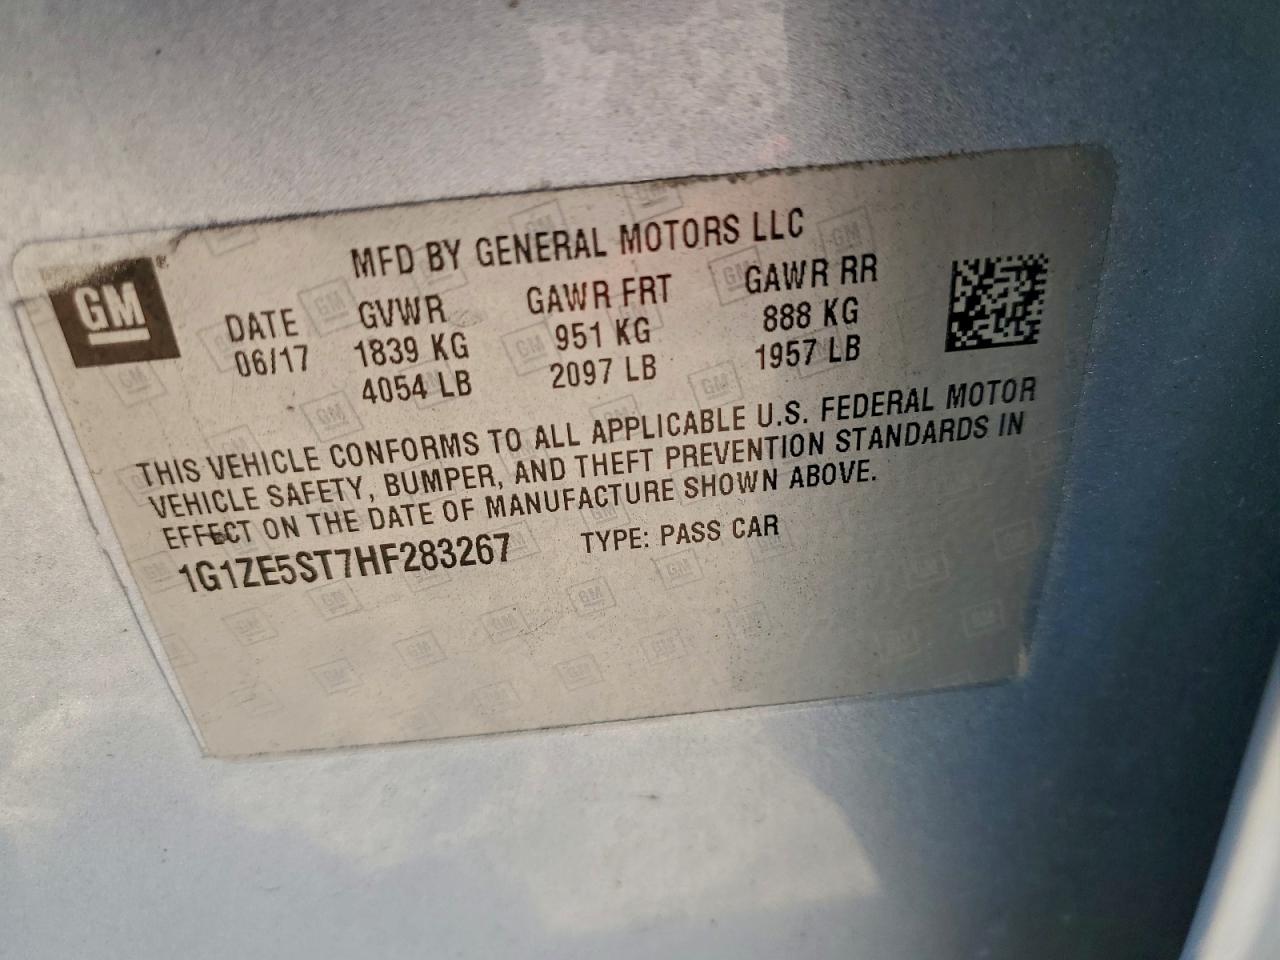 MFD BY GENERAL MOTORS LLC
GM
DATE GVWR GAWR FRT GAWR RR
06/17 1839 KG 951 KG 888 KG
4054 LB 2097 LB 1957 LB
THIS VEHICLE CONFORMS TO ALL APPLICABLE U.S. FEDERAL MOTOR
VEHICLE SAFETY, BUMPER, AND THEFT PREVENTION STANDARDS IN
EFFECT ON THE DATE OF MANUFACTURE SHOWN ABOVE.
1G1ZE5ST7HF283267 TYPE: PASS CAR